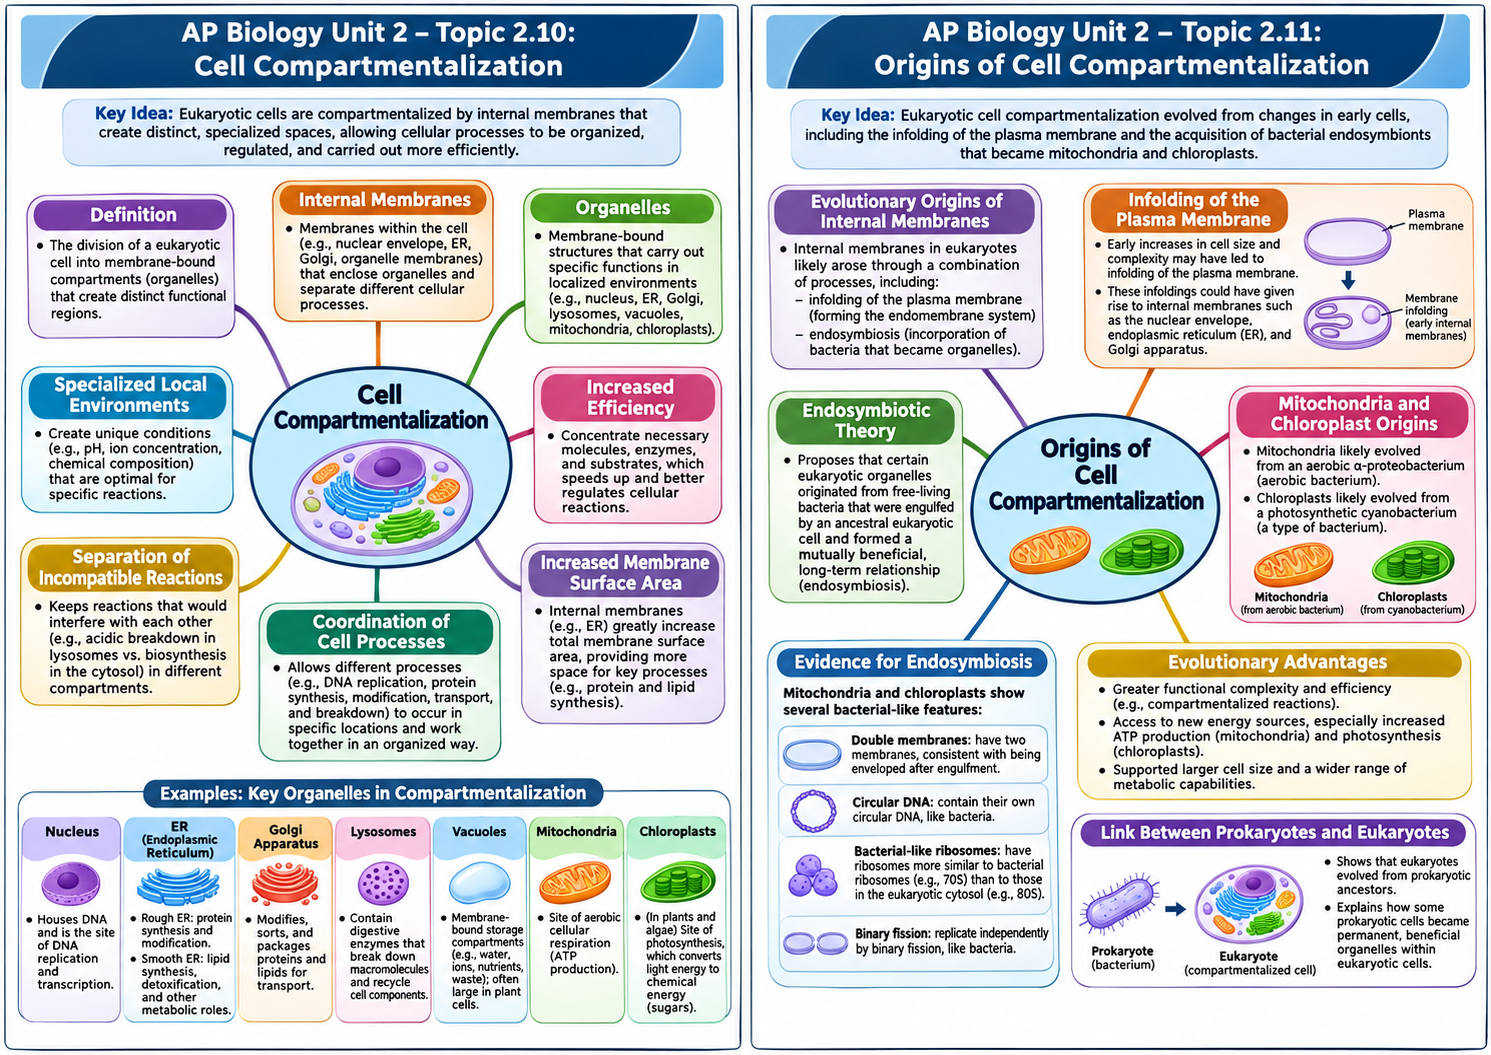 AP Biology Unit 2 – Topic 2.10:
Cell Compartmentalization
Key Idea: Eukaryotic cells are compartmentalized by internal membranes that
create distinct, specialized spaces, allowing cellular processes to be organized,
regulated, and carried out more efficiently.
Definition
• The division of a eukaryotic
cell into membrane-bound
compartments (organelles)
that create distinct functional
regions.
Internal Membranes
• Membranes within the cell
(e.g., nuclear envelope, ER,
Golgi, organelle membranes)
that enclose organelles and
separate different cellular
processes.
Organelles
• Membrane-bound
structures that carry out
specific functions in
localized environments
(e.g., nucleus, ER, Golgi,
lysosomes, vacuoles,
mitochondria, chloroplasts).
Specialized Local
Environments
• Create unique conditions
(e.g., pH, ion concentration,
chemical composition)
that are optimal for
specific reactions.
Cell
Compartmentalization
Increased
Efficiency
• Concentrate necessary
molecules, enzymes,
and substrates, which
speeds up and better
regulates cellular
reactions.
Separation of
Incompatible Reactions
• Keeps reactions that would
interfere with each other
(e.g., acidic breakdown in
lysosomes vs. biosynthesis
in the cytosol) in different
compartments.
Coordination of
Cell Processes
• Allows different processes
(e.g., DNA replication, protein
synthesis, modification, transport,
and breakdown) to occur in
specific locations and work
together in an organized way.
Increased Membrane
Surface Area
• Internal membranes
(e.g., ER) greatly increase
total membrane surface
area, providing more
space for key processes
(e.g., protein and lipid
synthesis).
Examples: Key Organelles in Compartmentalization
Nucleus
• Houses DNA
and is the site
of DNA
replication
and
transcription.
ER
(Endoplasmic
Reticulum)
• Rough ER: protein
synthesis and
modification.
• Smooth ER: lipid
synthesis,
detoxification,
and other
metabolic roles.
Golgi
Apparatus
• Modifies,
sorts, and
packages
proteins and
lipids for
transport.
Lysosomes
• Contain
digestive
enzymes that
break down
macromolecules
and recycle
cell components.
Vacuoles
• Membrane-
bound storage
compartments
(e.g., water,
ions, nutrients,
waste); often
large in plant
cells.
Mitochondria
• Site of aerobic
cellular
respiration
(ATP
production).
Chloroplasts
• (In plants and
algae) Site of
photosynthesis,
which converts
light energy to
chemical
energy
(sugars).
AP Biology Unit 2 – Topic 2.11:
Origins of Cell Compartmentalization
Key Idea: Eukaryotic cell compartmentalization evolved from changes in early cells,
including the infolding of the plasma membrane and the acquisition of bacterial endosymbionts
that became mitochondria and chloroplasts.
Evolutionary Origins of
Internal Membranes
• Internal membranes in eukaryotes
likely arose through a combination
of processes, including:
– infolding of the plasma membrane
(forming the endomembrane system)
– endosymbiosis (incorporation of
bacteria that became organelles).
Infolding of the
Plasma Membrane
• Early increases in cell size and
complexity may have led to
infolding of the plasma membrane.
• These infoldings could have given
rise to internal membranes such
as the nuclear envelope,
endoplasmic reticulum (ER), and
Golgi apparatus.
Plasma
membrane
Membrane
infolding
(early internal
membranes)
Endosymbiotic
Theory
• Proposes that certain
eukaryotic organelles
originated from free-living
bacteria that were engulfed
by an ancestral eukaryotic
cell and formed a
mutually beneficial,
long-term relationship
(endosymbiosis).
Origins of
Cell
Compartmentalization
Mitochondria and
Chloroplast Origins
• Mitochondria likely evolved
from an aerobic α-proteobacterium
(aerobic bacterium).
• Chloroplasts likely evolved from
a photosynthetic cyanobacterium
(a type of bacterium).
Mitochondria
(from aerobic bacterium)
Chloroplasts
(from cyanobacterium)
Evidence for Endosymbiosis
Mitochondria and chloroplasts show
several bacterial-like features:
Double membranes: have two
membranes, consistent with being
enveloped after engulfment.
Circular DNA: contain their own
circular DNA, like bacteria.
Bacterial-like ribosomes: have
ribosomes more similar to bacterial
ribosomes (e.g., 70S) than to those
in the eukaryotic cytosol (e.g., 80S).
Binary fission: replicate independently
by binary fission, like bacteria.
Evolutionary Advantages
• Greater functional complexity and efficiency
(e.g., compartmentalized reactions).
• Access to new energy sources, especially increased
ATP production (mitochondria) and photosynthesis
(chloroplasts).
• Supported larger cell size and a wider range of
metabolic capabilities.
Link Between Prokaryotes and Eukaryotes
Prokaryote
(bacterium)
Eukaryote
(compartmentalized cell)
• Shows that eukaryotes
evolved from prokaryotic
ancestors.
• Explains how some
prokaryotic cells became
permanent, beneficial
organelles within
eukaryotic cells.